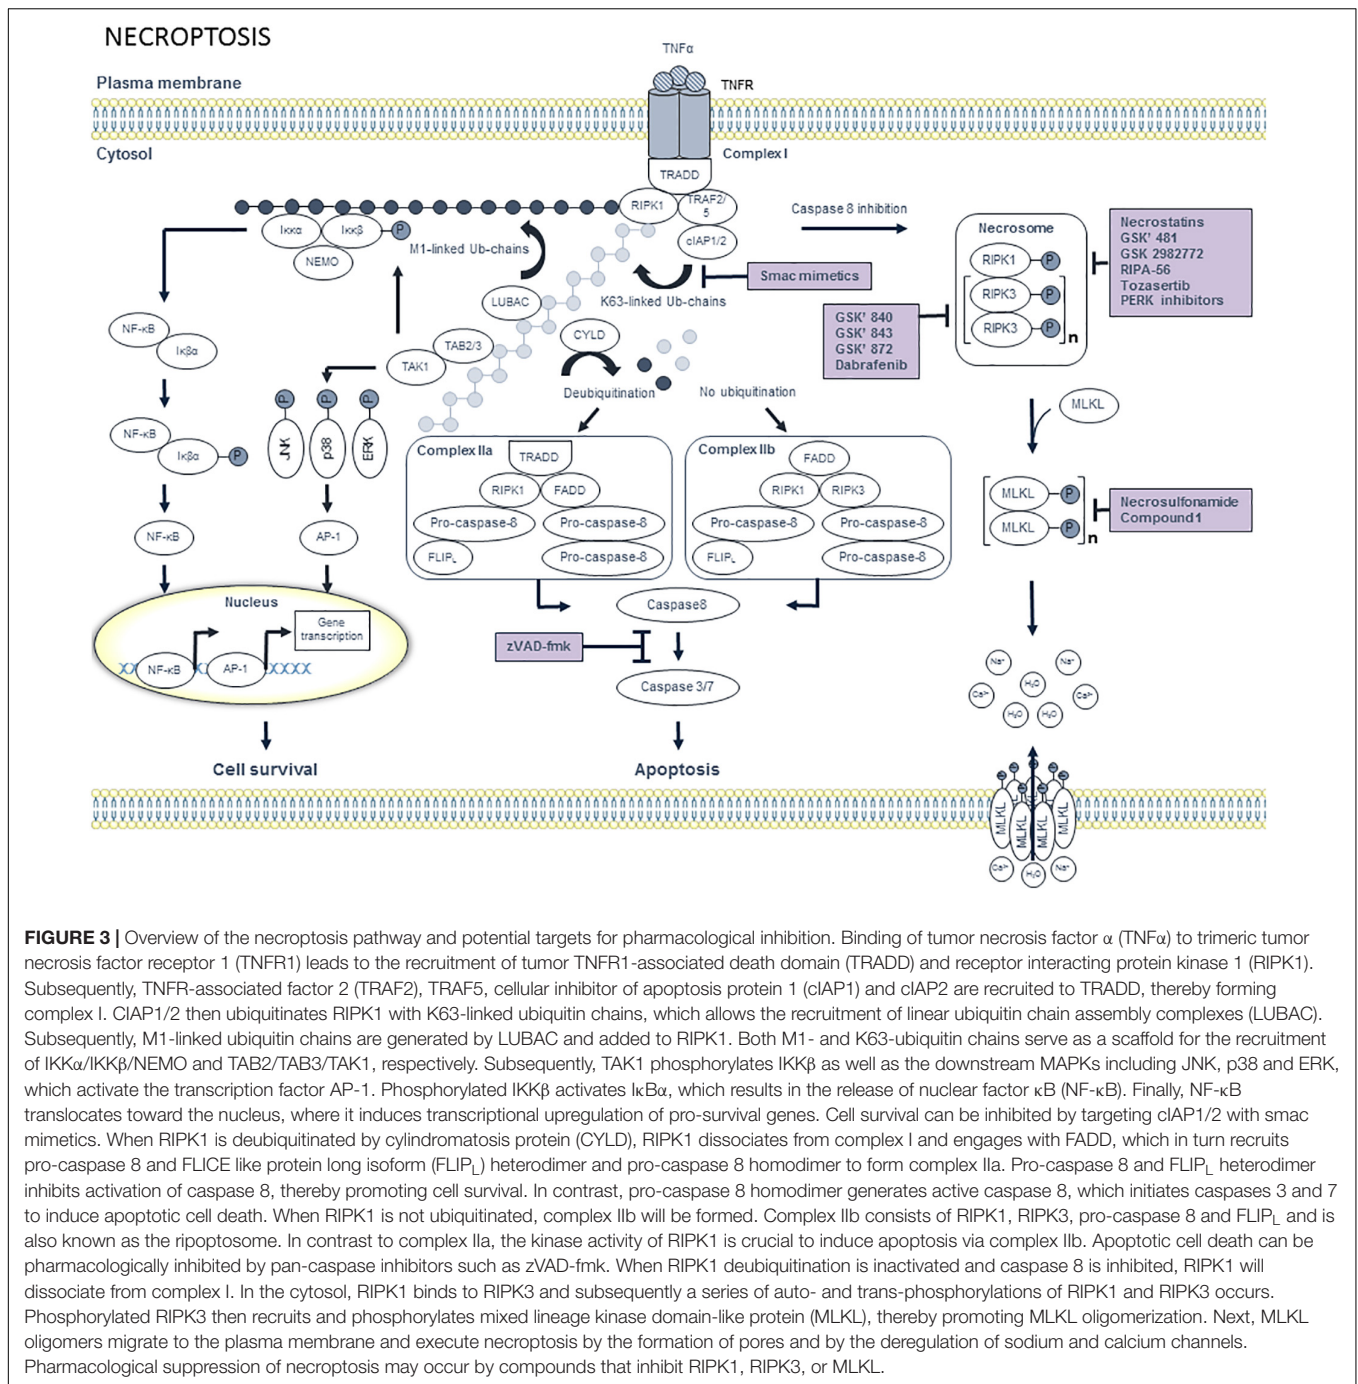 NECROPTOSIS
TNFα
Plasma membrane
TNFR
Cytosol
Complex I
TRADD
RIPK1
TRAF2/
5
cIAP1/2
Iκκα
Iκκβ
P
NEMO
M1-linked Ub-chains
LUBAC
K63-linked Ub-chains
Smac mimetics
Caspase 8 inhibition
Necrosome
RIPK1
P
RIPK3
P
RIPK3
P
n
Necrostatins
GSK' 481
GSK 2982772
RIPA-56
Tozasertib
PERK inhibitors
GSK' 840
GSK' 843
GSK' 872
Dabrafenib
NF-κB
Iκβα
TAB2/3
TAK1
CYLD
Deubiquitination
No ubiquitination
P
P
P
JNK
p38
ERK
NF-κB
Iκβα
P
MLKL
Complex IIa
TRADD
RIPK1
FADD
Pro-caspase-8
Pro-caspase-8
FLIPL
Pro-caspase-8
Complex IIb
FADD
RIPK1
RIPK3
Pro-caspase-8
Pro-caspase-8
FLIPL
Pro-caspase-8
MLKL
P
MLKL
P
n
Necrosulfonamide
Compound1
NF-κB
AP-1
Nucleus
Gene
transcription
NF-κB
AP-1
Caspase8
zVAD-fmk
Caspase 3/7
Na⁺
Na⁺
H₂O
Ca²⁺
Ca²⁺
H₂O
H₂O
Cell survival
Apoptosis
MLKL
MLKL
MLKL
MLKL
Ca²⁺
H₂O
Na⁺
FIGURE 3 | Overview of the necroptosis pathway and potential targets for pharmacological inhibition. Binding of tumor necrosis factor α (TNFα) to trimeric tumor
necrosis factor receptor 1 (TNFR1) leads to the recruitment of tumor TNFR1-associated death domain (TRADD) and receptor interacting protein kinase 1 (RIPK1).
Subsequently, TNFR-associated factor 2 (TRAF2), TRAF5, cellular inhibitor of apoptosis protein 1 (cIAP1) and cIAP2 are recruited to TRADD, thereby forming
complex I. CIAP1/2 then ubiquitinates RIPK1 with K63-linked ubiquitin chains, which allows the recruitment of linear ubiquitin chain assembly complexes (LUBAC).
Subsequently, M1-linked ubiquitin chains are generated by LUBAC and added to RIPK1. Both M1- and K63-ubiquitin chains serve as a scaffold for the recruitment
of IKKα/IKKβ/NEMO and TAB2/TAB3/TAK1, respectively. Subsequently, TAK1 phosphorylates IKKβ as well as the downstream MAPKs including JNK, p38 and ERK,
which activate the transcription factor AP-1. Phosphorylated IKKβ activates IκBα, which results in the release of nuclear factor κB (NF-κB). Finally, NF-κB
translocates toward the nucleus, where it induces transcriptional upregulation of pro-survival genes. Cell survival can be inhibited by targeting cIAP1/2 with smac
mimetics. When RIPK1 is deubiquitinated by cylindromatosis protein (CYLD), RIPK1 dissociates from complex I and engages with FADD, which in turn recruits
pro-caspase 8 and FLICE like protein long isoform (FLIPL) heterodimer and pro-caspase 8 homodimer to form complex IIa. Pro-caspase 8 and FLIPL heterodimer
inhibits activation of caspase 8, thereby promoting cell survival. In contrast, pro-caspase 8 homodimer generates active caspase 8, which initiates caspases 3 and 7
to induce apoptotic cell death. When RIPK1 is not ubiquitinated, complex IIb will be formed. Complex IIb consists of RIPK1, RIPK3, pro-caspase 8 and FLIPL and is
also known as the ripoptosome. In contrast to complex IIa, the kinase activity of RIPK1 is crucial to induce apoptosis via complex IIb. Apoptotic cell death can be
pharmacologically inhibited by pan-caspase inhibitors such as zVAD-fmk. When RIPK1 deubiquitination is inactivated and caspase 8 is inhibited, RIPK1 will
dissociate from complex I. In the cytosol, RIPK1 binds to RIPK3 and subsequently a series of auto- and trans-phosphorylations of RIPK1 and RIPK3 occurs.
Phosphorylated RIPK3 then recruits and phosphorylates mixed lineage kinase domain-like protein (MLKL), thereby promoting MLKL oligomerization. Next, MLKL
oligomers migrate to the plasma membrane and execute necroptosis by the formation of pores and by the deregulation of sodium and calcium channels.
Pharmacological suppression of necroptosis may occur by compounds that inhibit RIPK1, RIPK3, or MLKL.